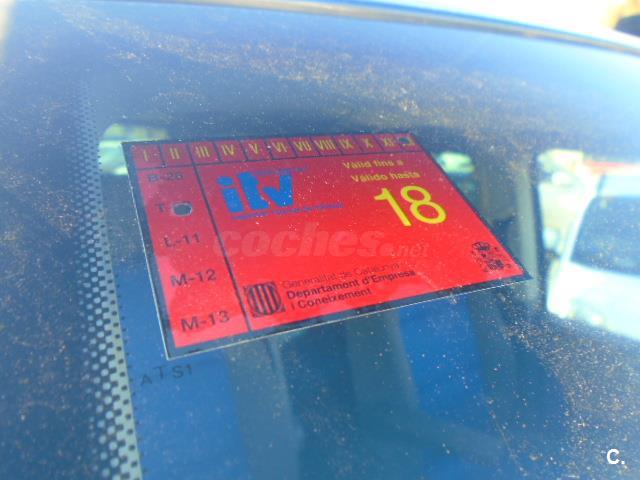 I II III IV V VI VII VIII IX X XI
B-20
T
L-11
M-12
M-13
itv
Vàlid fins a
Válido hasta
18
Generalitat de Catalunya
Departament d'Empresa
i Coneixement
coches.net
ATS1
C.